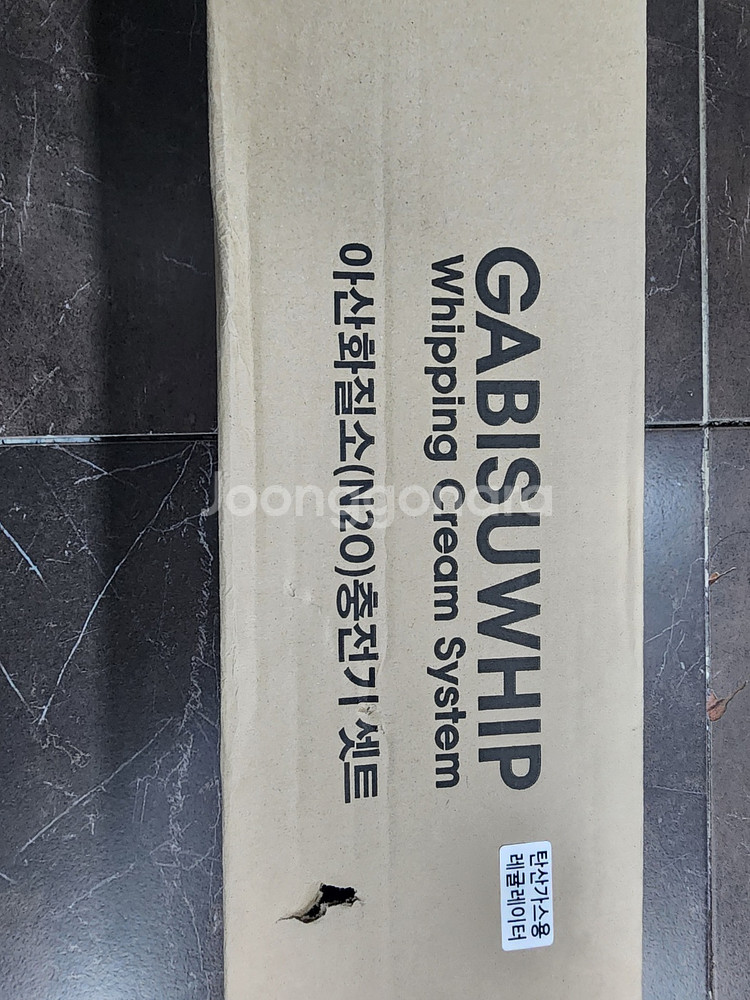 GABISUWHIP
Whipping Cream System
아산화질소(N2O)충전기 셋트
탄산가스용
레귤레이터
Joonggonara